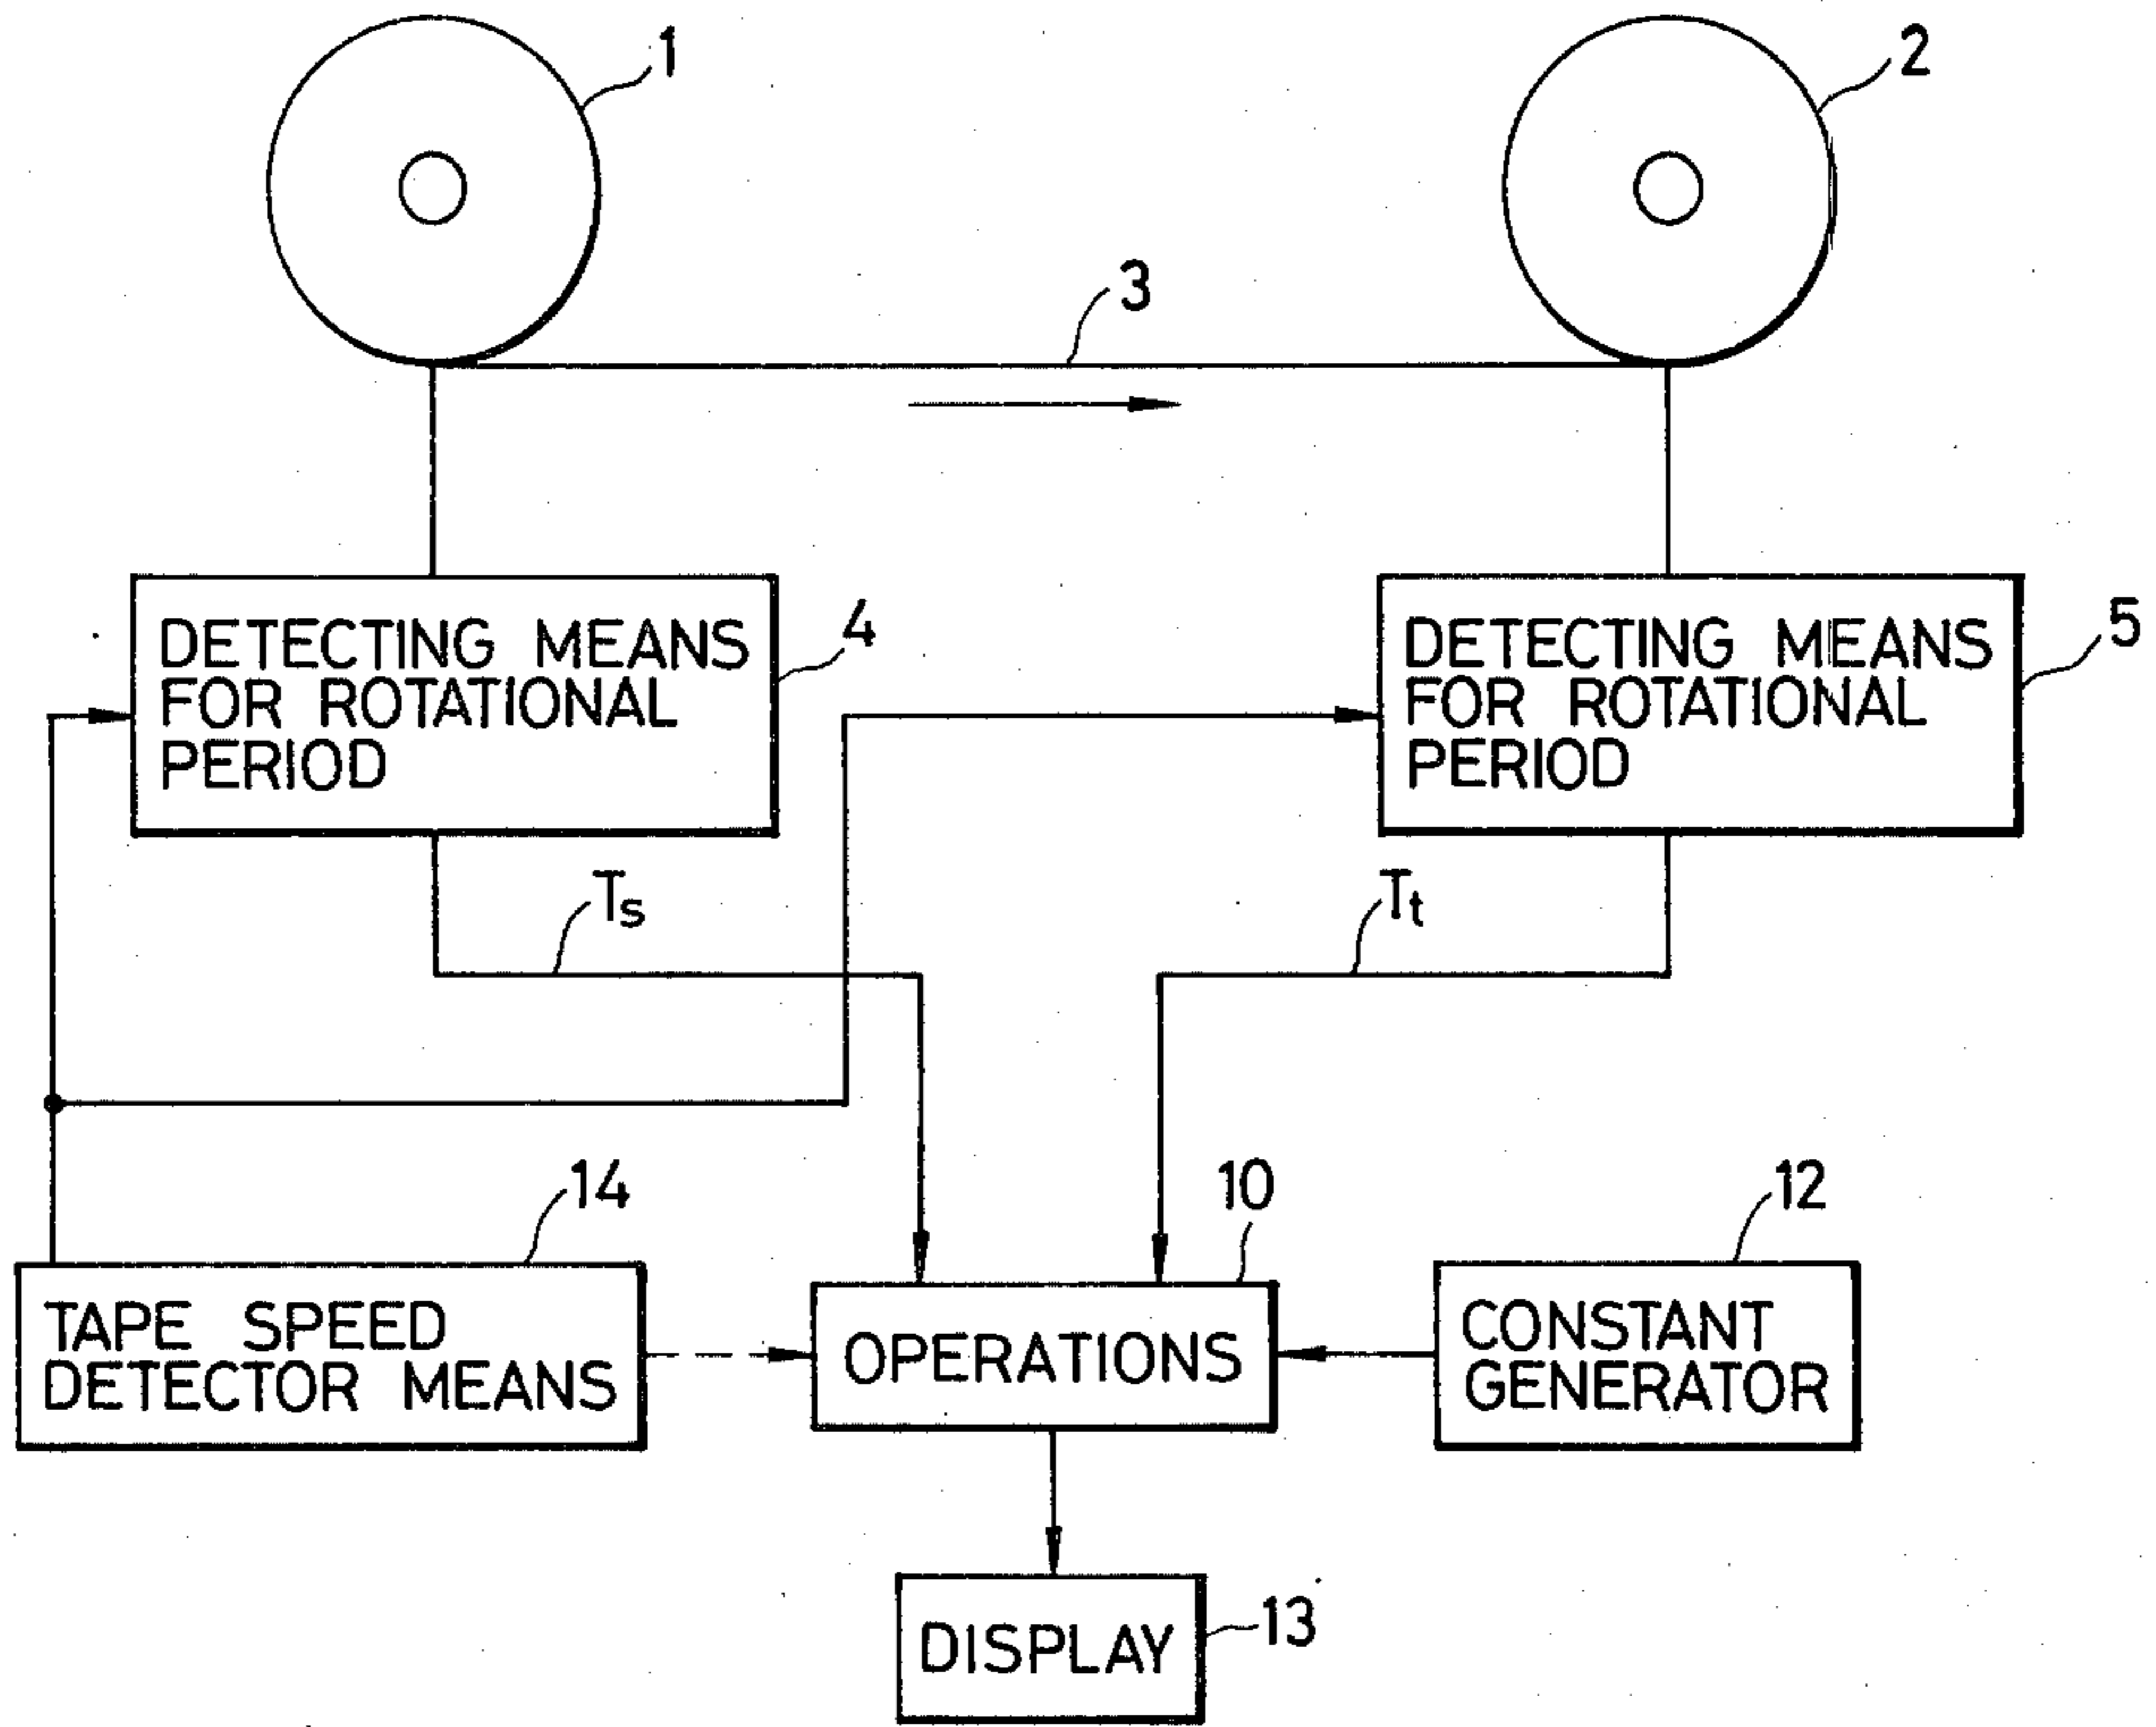 1
2
3
DETECTING MEANS
FOR ROTATIONAL
PERIOD
4
DETECTING MEANS
FOR ROTATIONAL
PERIOD
5
Ts
Tt
14
10
12
TAPE SPEED
DETECTOR MEANS
OPERATIONS
CONSTANT
GENERATOR
DISPLAY
13